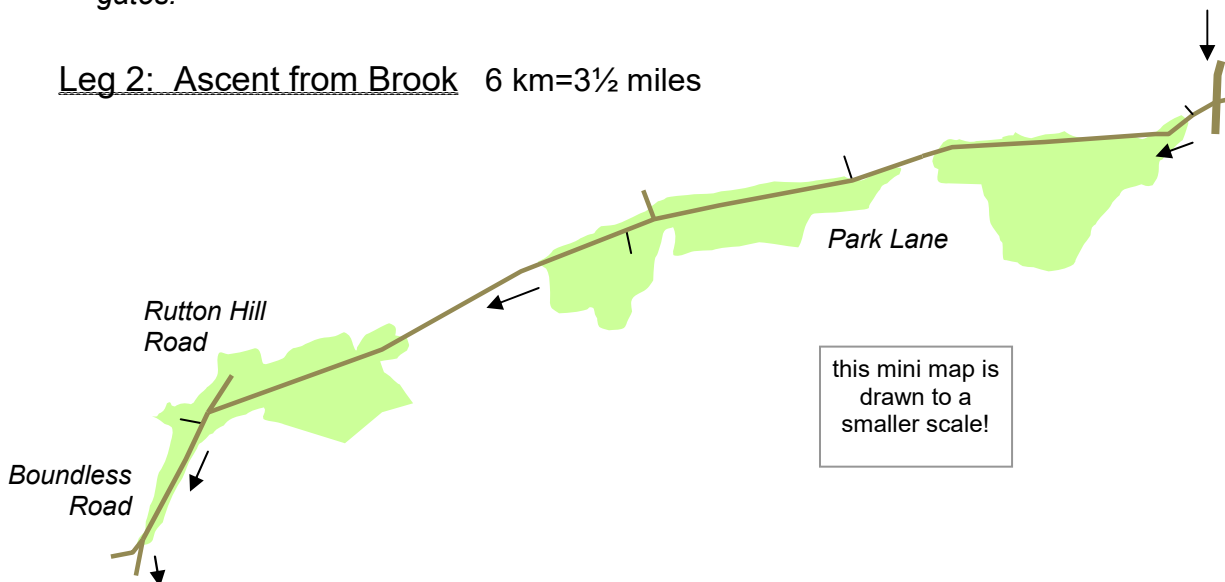 gates.
Leg 2: Ascent from Brook 6 km=3½ miles
Park Lane
Rutton Hill
Road
this mini map is
drawn to a
smaller scale!
Boundless
Road